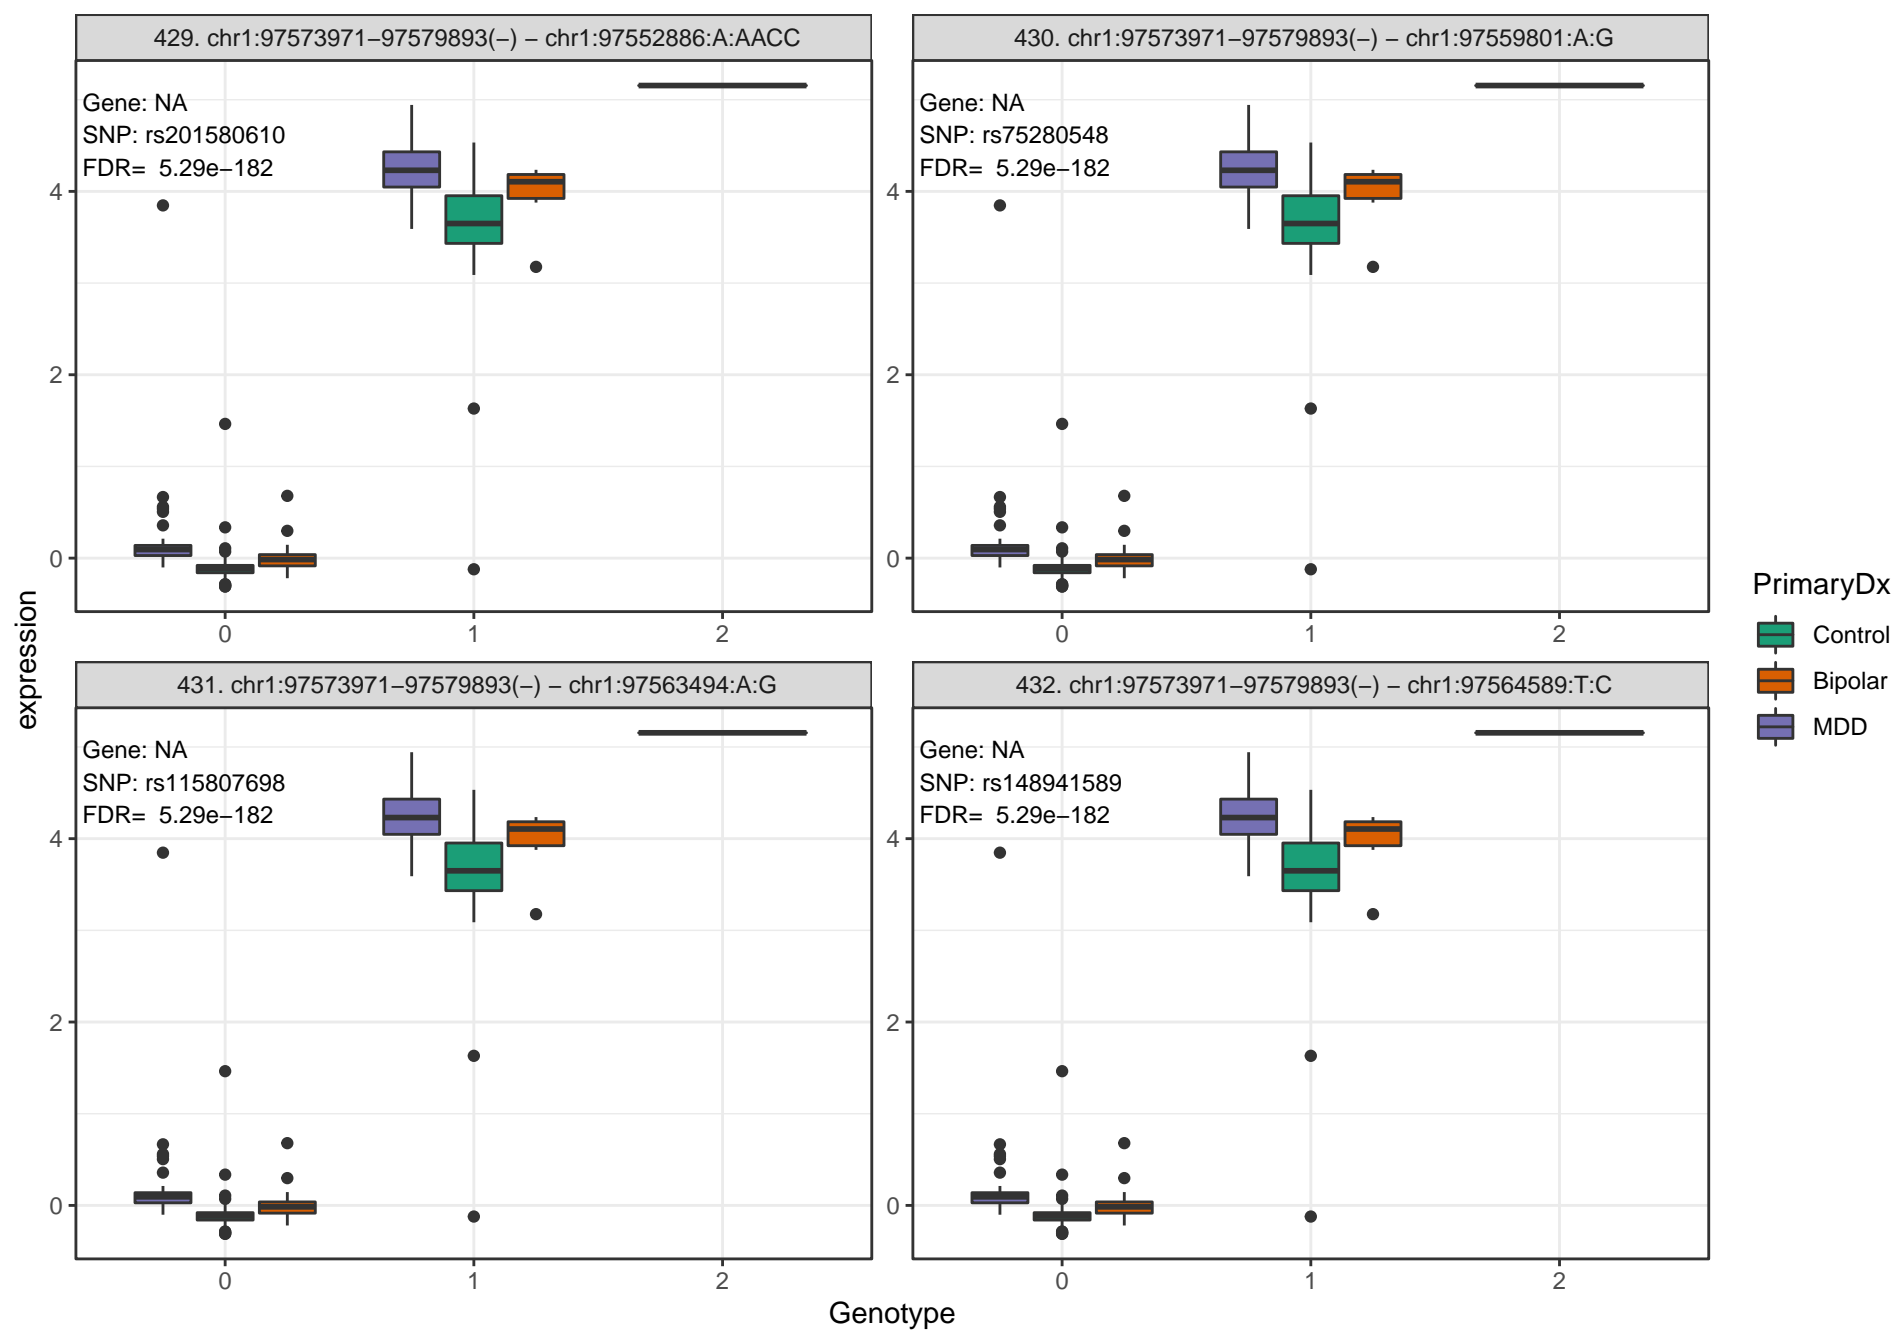 429. chr1:97573971−97579893(−) − chr1:97552886:A:AACC
Gene: NA
SNP: rs201580610
FDR= 5.29e−182
4
2
0
0 1 2
430. chr1:97573971−97579893(−) − chr1:97559801:A:G
Gene: NA
SNP: rs75280548
FDR= 5.29e−182
4
2
0
0 1 2
431. chr1:97573971−97579893(−) − chr1:97563494:A:G
Gene: NA
SNP: rs115807698
FDR= 5.29e−182
4
2
0
0 1 2
432. chr1:97573971−97579893(−) − chr1:97564589:T:C
Gene: NA
SNP: rs148941589
FDR= 5.29e−182
4
2
0
0 1 2
expression
Genotype
PrimaryDx
Control
Bipolar
MDD